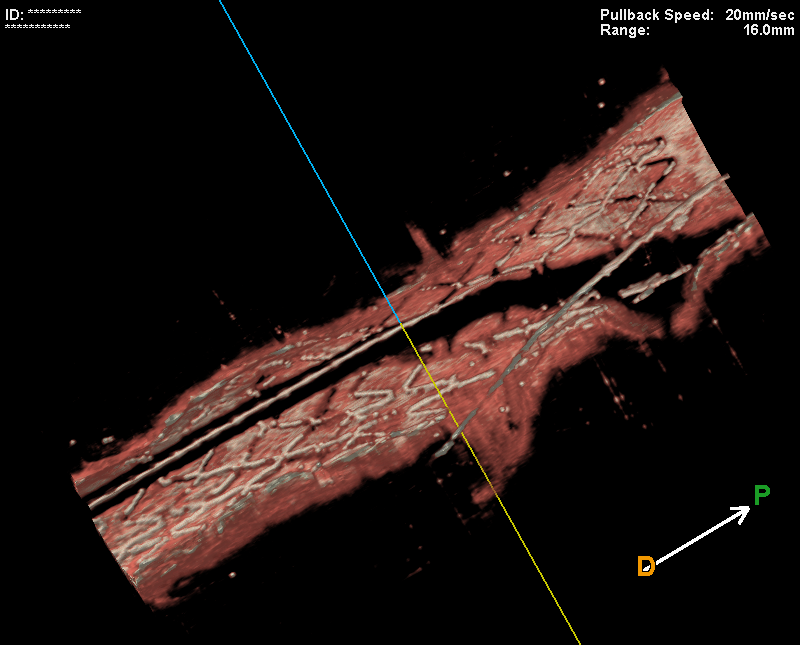 ID: *********
***********
Pullback Speed: 20mm/sec
Range: 16.0mm
P
D